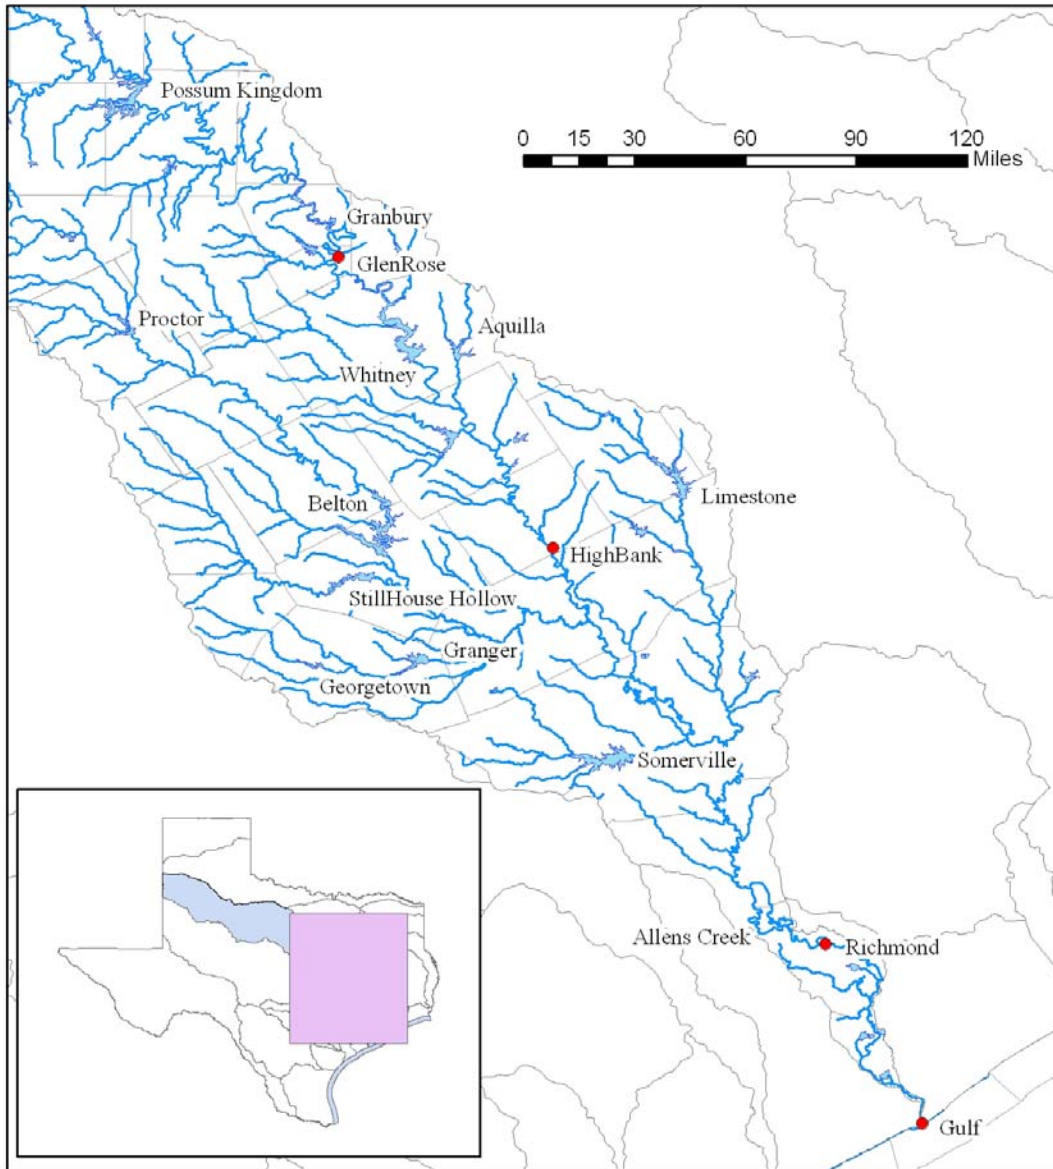 Possum Kingdom
0 15 30 60 90 120
Miles
Granbury
GlenRose
Proctor
Aquilla
Whitney
Belton
Limestone
HighBank
StillHouse Hollow
Granger
Georgetown
Somerville
Allens Creek
Richmond
Gulf